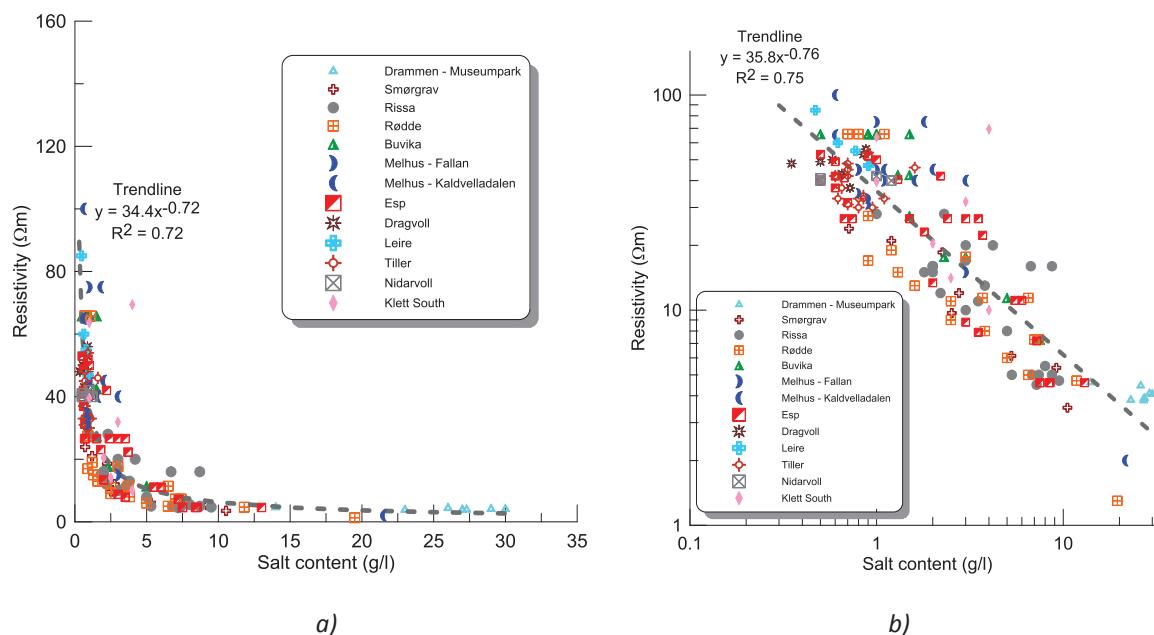 160
120
80
40
0
Resistivity (Ωm)
Trendline
y = 34.4x-0.72
R2 = 0.72
Drammen - Museumpark
Smørgrav
Rissa
Rødde
Buvika
Melhus - Fallan
Melhus - Kaldvelladalen
Esp
Dragvoll
Leire
Tiller
Nidarvoll
Klett South
0 5 10 15 20 25 30 35
Salt content (g/l)
a)
Trendline
y = 35.8x-0.76
R2 = 0.75
100
10
1
Resistivity (Ωm)
Drammen - Museumpark
Smørgrav
Rissa
Rødde
Buvika
Melhus - Fallan
Melhus - Kaldvelladalen
Esp
Dragvoll
Leire
Tiller
Nidarvoll
Klett South
0.1 1 10
Salt content (g/l)
b)